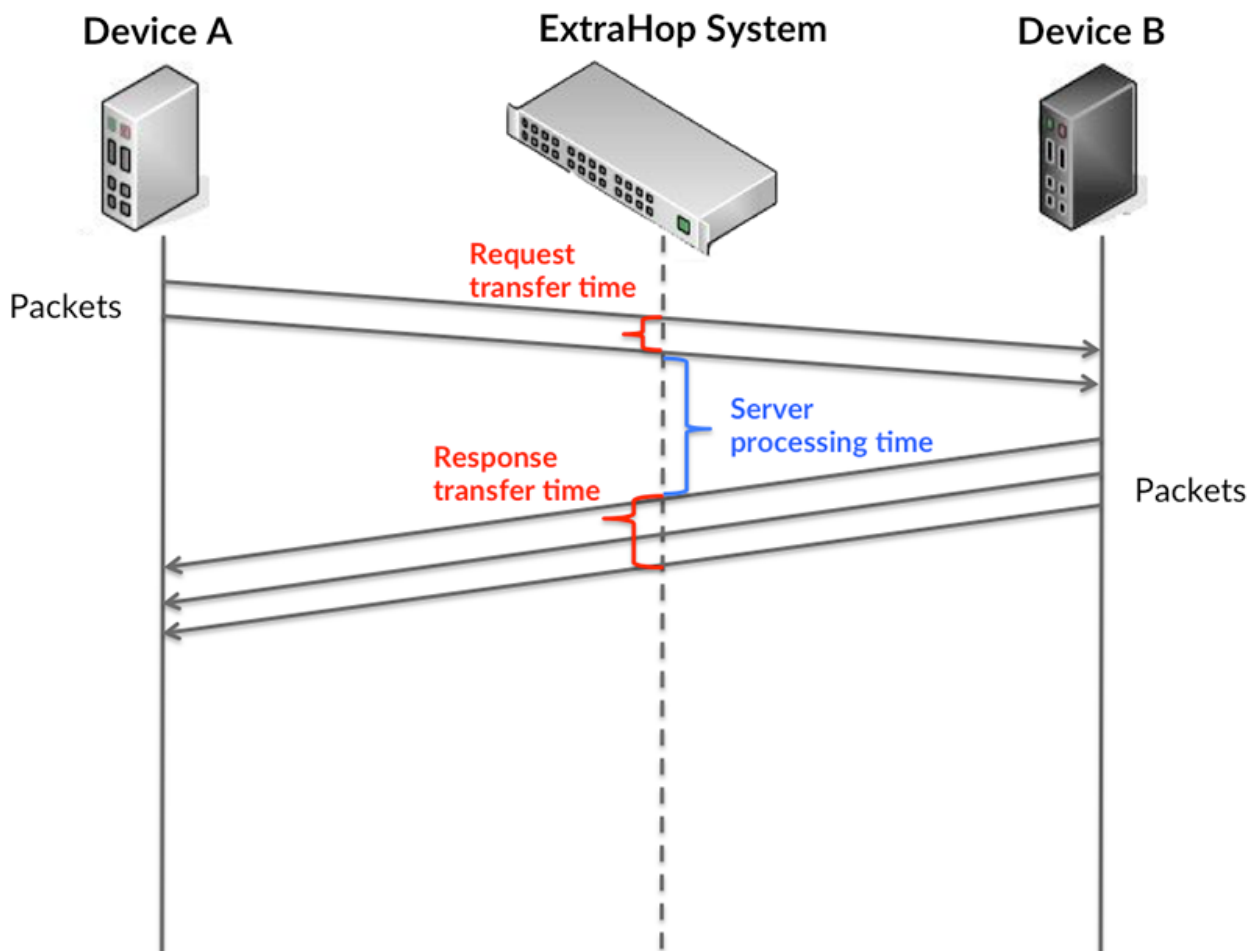 Device A
ExtraHop System
Device B
Request
transfer time
Packets
Server
processing time
Response
transfer time
Packets